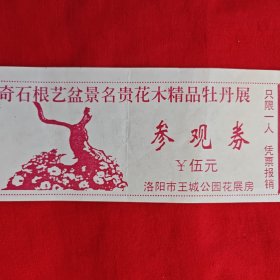 奇石根艺盆景名贵花木精品牡丹展
参观券
￥伍元
洛阳市王城公园花展房
只限一人 凭票报销